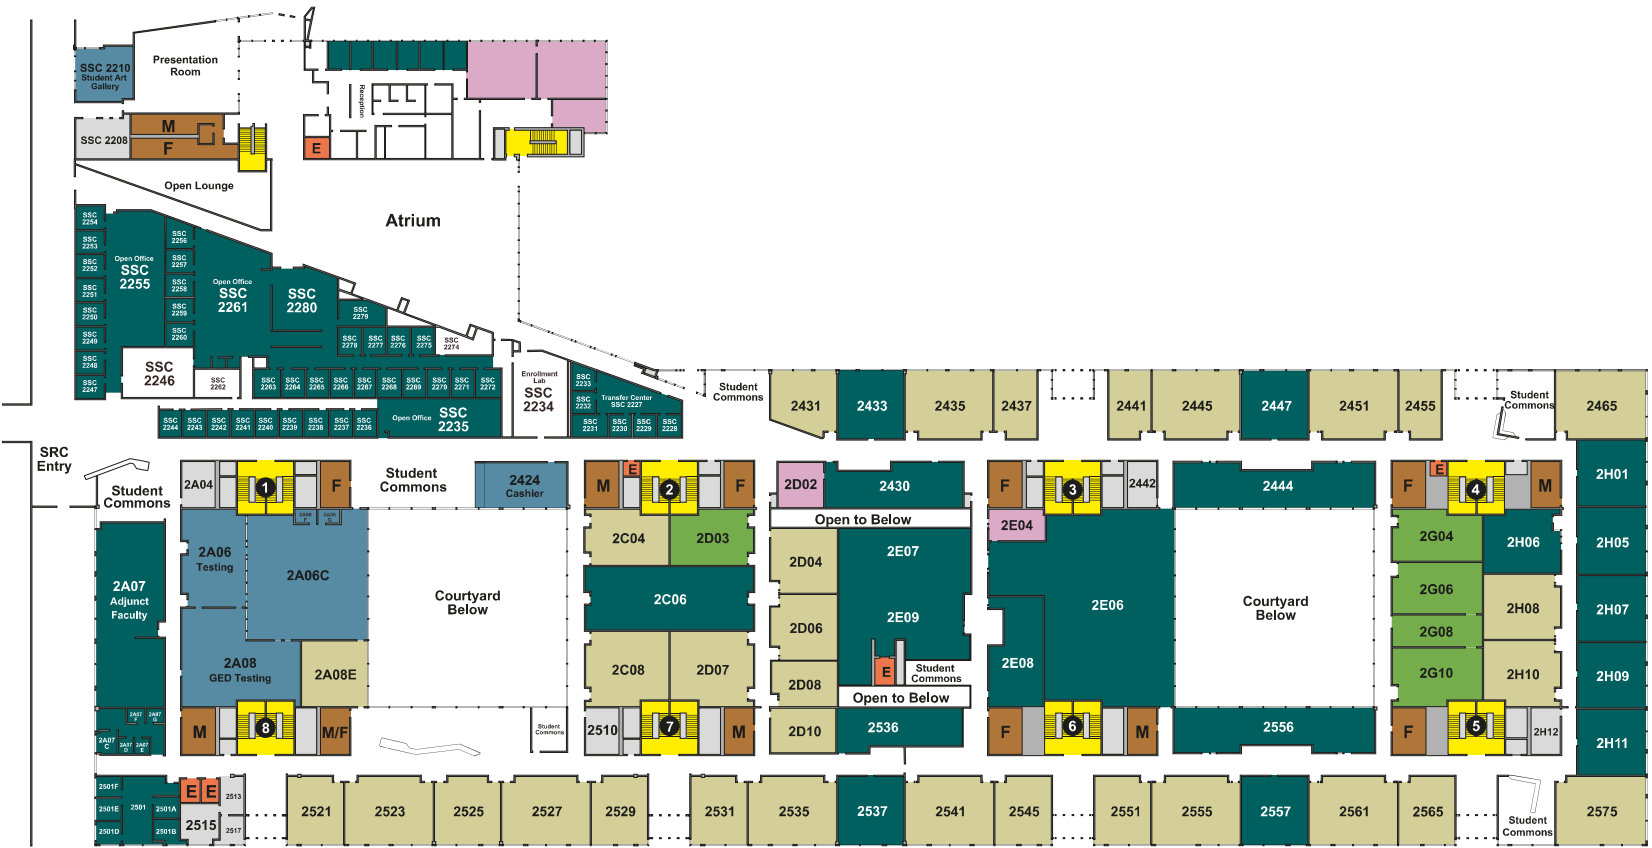 Presentation
Room
SSC 2210
Student Art
Gallery
Reception
M
SSC 2208
F
E
Open Lounge
Atrium
SSC
2254
SSC
2253
SSC
2252
SSC
2251
SSC
2250
SSC
2249
SSC
2248
SSC
2247
Open Office
SSC
2255
SSC
2256
SSC
2257
SSC
2258
SSC
2259
SSC
2260
Open Office
SSC
2261
SSC
2280
SSC
2279
SSC
2278
SSC
2277
SSC
2276
SSC
2275
SSC
2274
SSC
2246
SSC
2262
SSC
2263
SSC
2264
SSC
2265
SSC
2266
SSC
2267
SSC
2268
SSC
2269
SSC
2270
SSC
2271
SSC
2272
SSC
2244
SSC
2243
SSC
2242
SSC
2241
SSC
2240
SSC
2239
SSC
2238
SSC
2237
SSC
2236
Open Office
SSC
2235
Enrollment
Lab
SSC
2234
SSC
2233
SSC
2232
SSC
2231
Transfer Center
SSC 2227
SSC
2230
SSC
2229
SSC
2228
Student
Commons
2431
2433
2435
2437
2441
2445
2447
2451
2455
Student
Commons
2465
SRC
Entry
Student
Commons
2A04
1
F
Student
Commons
2424
Cashier
M
E
2
F
2D02
2430
F
3
2442
2444
F
E
4
M
2H01
Open to Below
2A06
F
2A06
G
2A06
Testing
2A06C
2A07
Adjunct
Faculty
2A08
GED Testing
2A08E
Courtyard
Below
2C04
2D03
2C06
2C08
2D07
2D04
2D06
2D08
2D10
2E07
2E09
E
Student
Commons
Open to Below
2E04
2E06
2E08
Courtyard
Below
2G04
2G06
2G08
2G10
2H06
2H08
2H10
2H05
2H07
2H09
2H11
2A07
F
2A07
G
2A07
C
2A07
D
2A07
E
M
8
M/F
Student
Commons
2510
7
M
2536
F
6
M
2556
F
5
2H12
2501F
2501E
2501D
2501
2501A
2501B
E
E
2513
2515
2517
2521
2523
2525
2527
2529
2531
2535
2537
2541
2545
2551
2555
2557
2561
2565
Student
Commons
2575